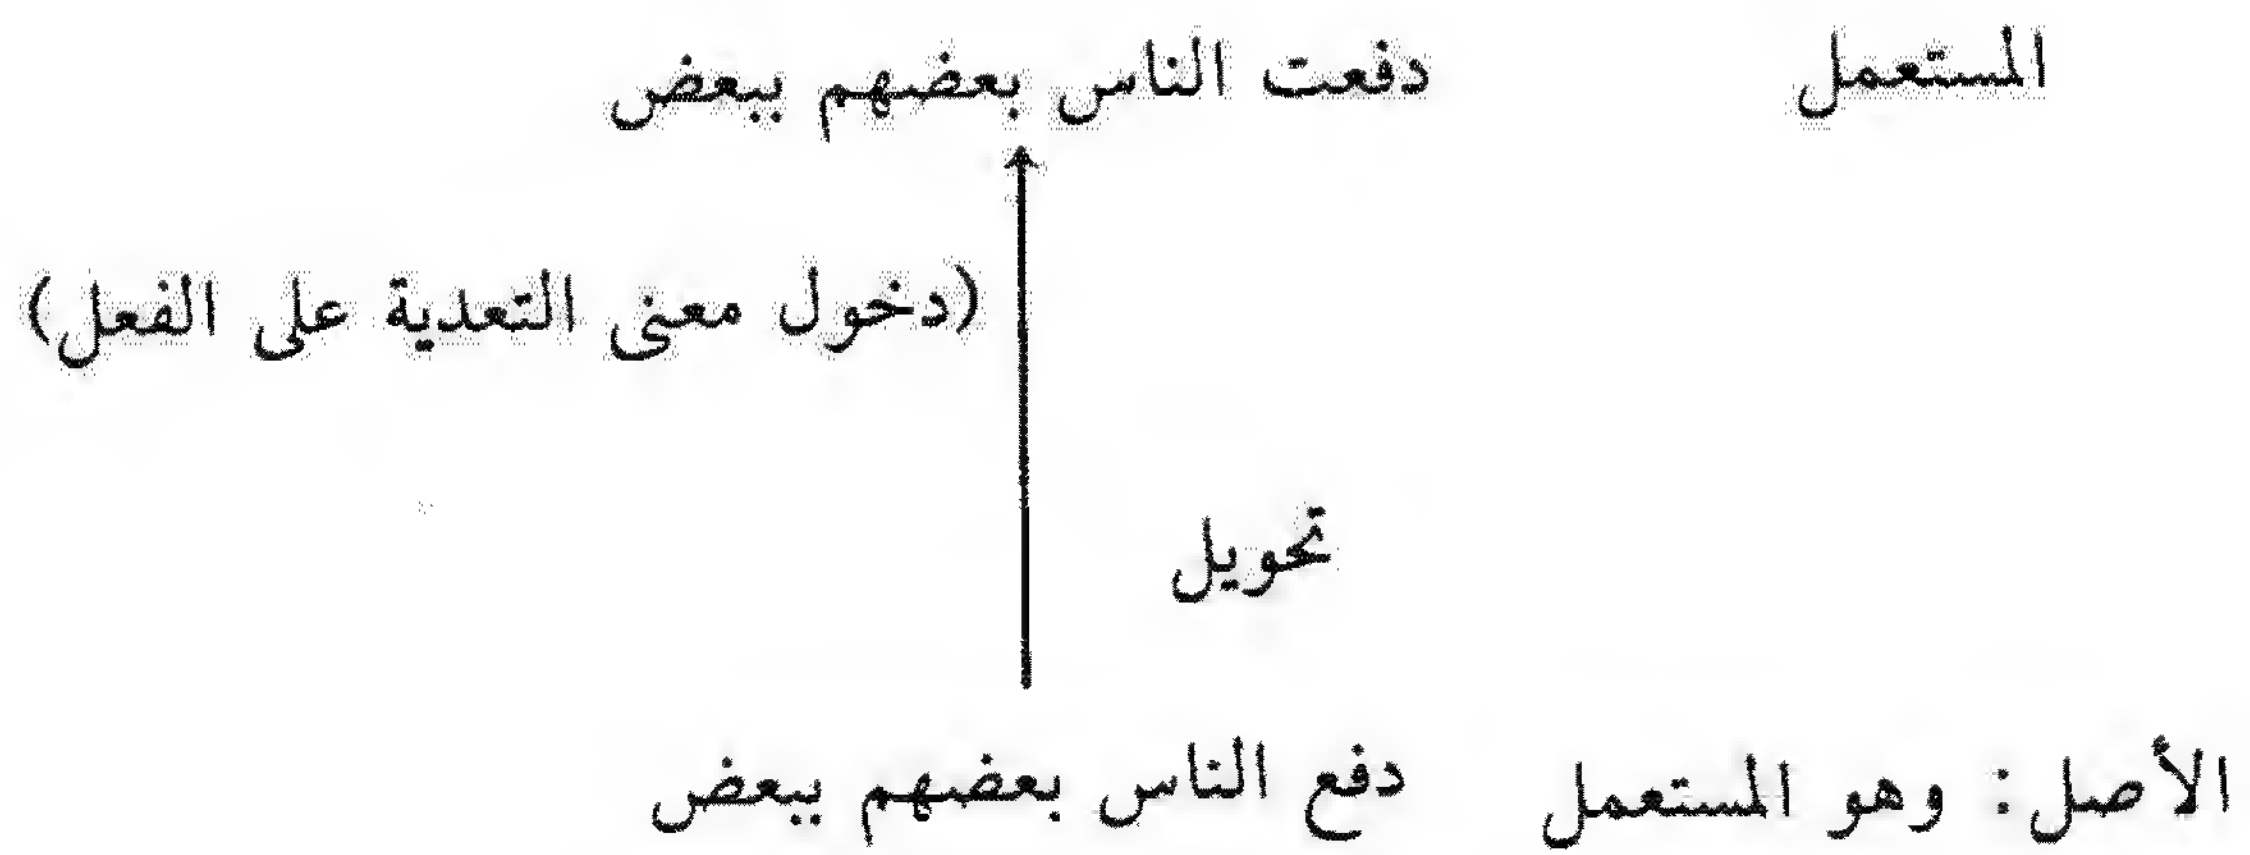 المستعمل دفعت الناس بعضهم ببعض
(دخول معنى التعدية على الفعل)
تحويل
الأصل: وهو المستعمل دفع الناس بعضهم ببعض